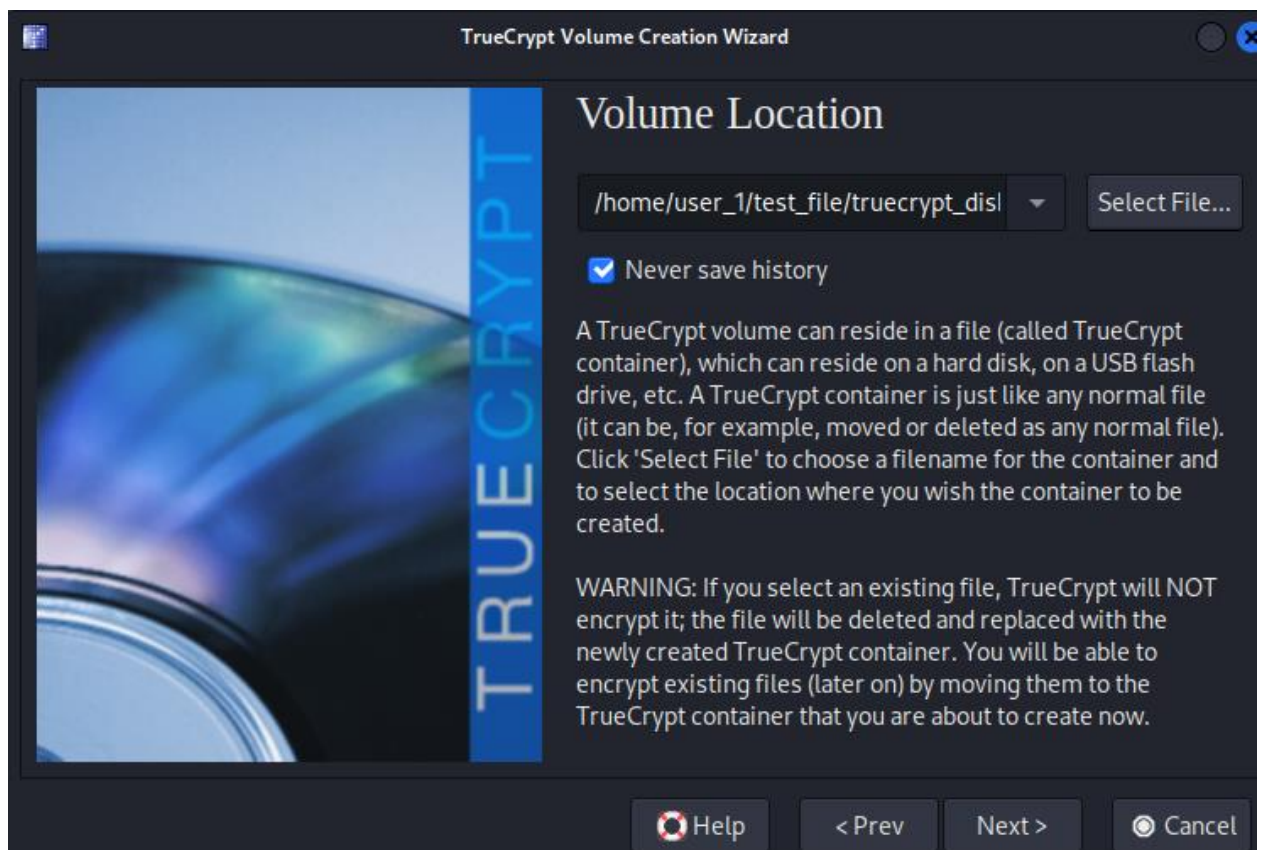 TrueCrypt Volume Creation Wizard
TRUECRYPT
Volume Location
/home/user_1/test_file/truecrypt_disl
Select File...
Never save history
A TrueCrypt volume can reside in a file (called TrueCrypt
container), which can reside on a hard disk, on a USB flash
drive, etc. A TrueCrypt container is just like any normal file
(it can be, for example, moved or deleted as any normal file).
Click 'Select File' to choose a filename for the container and
to select the location where you wish the container to be
created.
WARNING: If you select an existing file, TrueCrypt will NOT
encrypt it; the file will be deleted and replaced with the
newly created TrueCrypt container. You will be able to
encrypt existing files (later on) by moving them to the
TrueCrypt container that you are about to create now.
Help
< Prev
Next >
Cancel